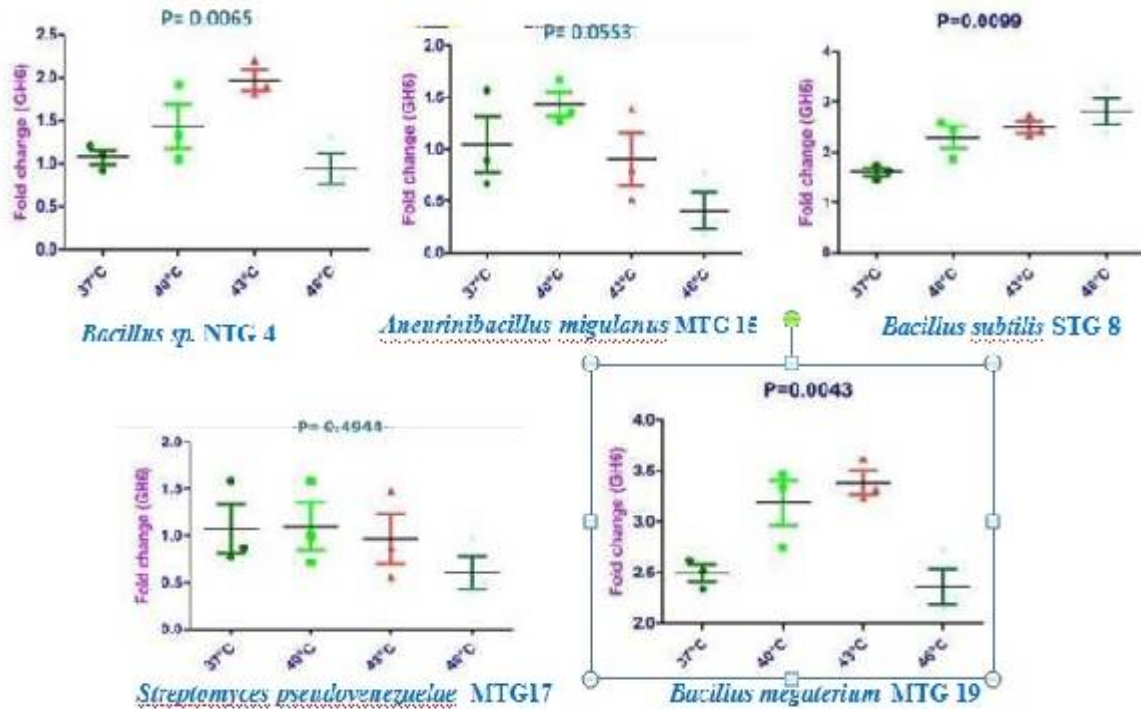 P= 0.0065
Fold change (GH6)
2.5
2.0
1.5
1.0
0.5
0.0
37°C
40°C
43°C
46°C
Bacillus sp. NTG 4
P= 0.0553
Fold change (GH6)
2.0
1.5
1.0
0.5
0.0
37°C
40°C
43°C
46°C
Aneurinibacillus migulanus MTG 15
P=0.0099
Fold change (GH6)
4
3
2
1
0
37°C
40°C
43°C
46°C
Bacillus subtilis STG 8
P= 0.4944
Fold change (GH6)
2.0
1.5
1.0
0.5
0.0
37°C
40°C
43°C
46°C
Streptomyces pseudovenezuelae MTG17
P=0.0043
Fold change (GH6)
4.0
3.5
3.0
2.5
2.0
37°C
40°C
43°C
46°C
Bacillus megaterium MTG 19